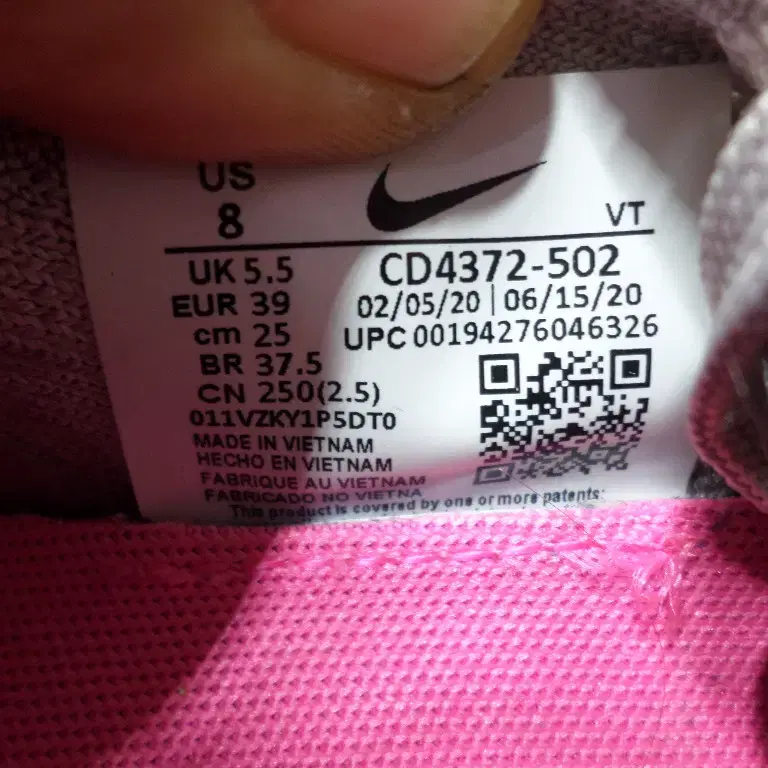 US
8
VT
UK 5.5
CD4372-502
EUR 39
02/05/20 | 06/15/20
cm 25
UPC 00194276046326
BR 37.5
CN 250(2.5)
011VZKY1P5DT0
MADE IN VIETNAM
HECHO EN VIETNAM
FABRIQUE AU VIETNAM
FABRICADO NO VIETNA
This product is covered by one or more patents: